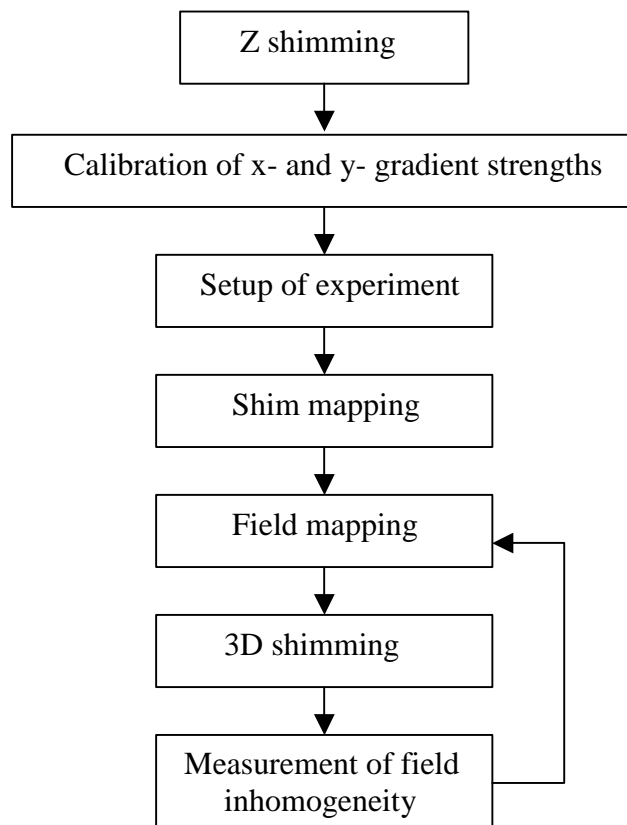 Z shimming
Calibration of x- and y- gradient strengths
Setup of experiment
Shim mapping
Field mapping
3D shimming
Measurement of field
inhomogeneity